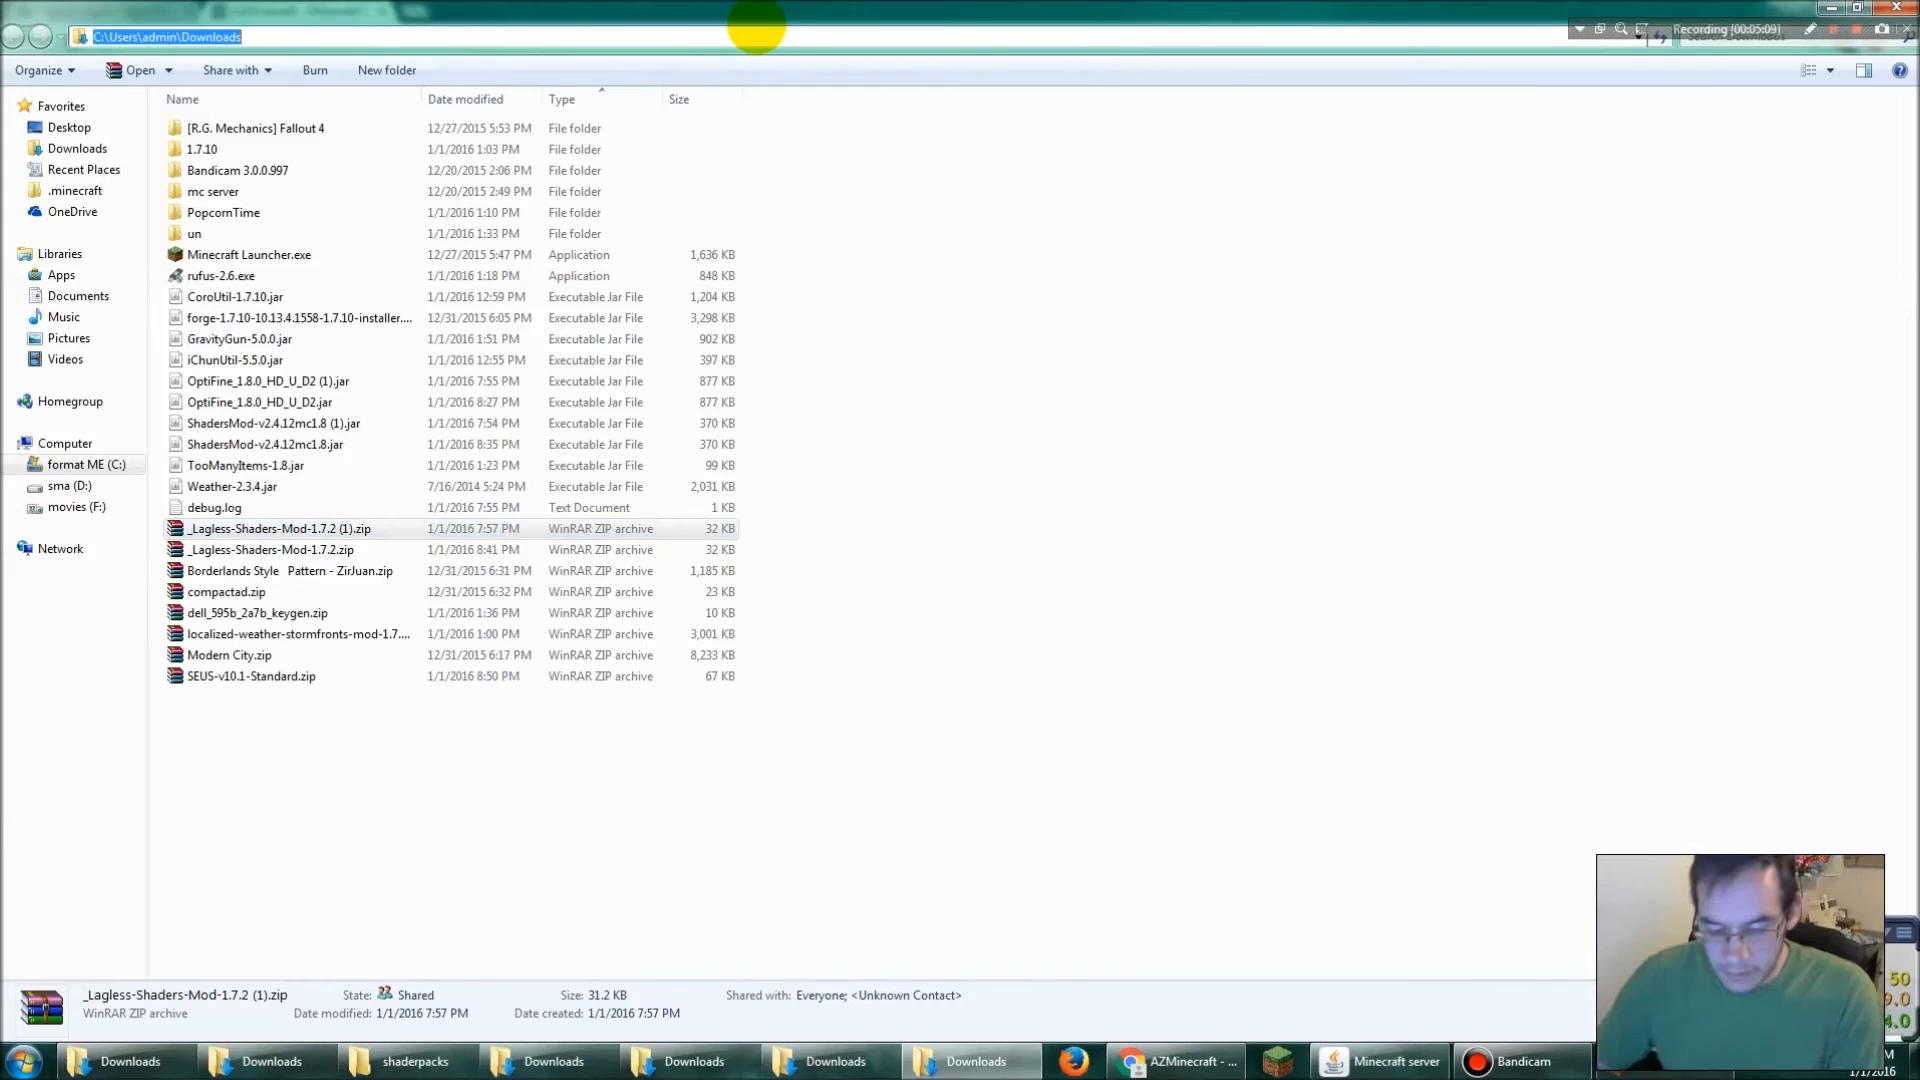 C:\Users\admin\Downloads
Recording [00:05:09]
Search Downloads
Organize Open Share with Burn New folder
Name Date modified Type Size
Favorites
Desktop
Downloads
Recent Places
.minecraft
OneDrive
Libraries
Apps
Documents
Music
Pictures
Videos
Homegroup
Computer
format ME (C:)
sma (D:)
movies (F:)
Network
[R.G. Mechanics] Fallout 4 12/27/2015 5:53 PM File folder
1.7.10 1/1/2016 1:03 PM File folder
Bandicam 3.0.0.997 12/20/2015 2:06 PM File folder
mc server 12/20/2015 2:49 PM File folder
PopcornTime 1/1/2016 1:10 PM File folder
un 1/1/2016 1:33 PM File folder
Minecraft Launcher.exe 12/27/2015 5:47 PM Application 1,636 KB
rufus-2.6.exe 1/1/2016 1:18 PM Application 848 KB
CoroUtil-1.7.10.jar 1/1/2016 12:59 PM Executable Jar File 1,204 KB
forge-1.7.10-10.13.4.1558-1.7.10-installer.... 12/31/2015 6:05 PM Executable Jar File 3,298 KB
GravityGun-5.0.0.jar 1/1/2016 1:51 PM Executable Jar File 902 KB
iChunUtil-5.5.0.jar 1/1/2016 12:55 PM Executable Jar File 397 KB
OptiFine_1.8.0_HD_U_D2 (1).jar 1/1/2016 7:55 PM Executable Jar File 877 KB
OptiFine_1.8.0_HD_U_D2.jar 1/1/2016 8:27 PM Executable Jar File 877 KB
ShadersMod-v2.4.12mc1.8 (1).jar 1/1/2016 7:54 PM Executable Jar File 370 KB
ShadersMod-v2.4.12mc1.8.jar 1/1/2016 8:35 PM Executable Jar File 370 KB
TooManyItems-1.8.jar 1/1/2016 1:23 PM Executable Jar File 99 KB
Weather-2.3.4.jar 7/16/2014 5:24 PM Executable Jar File 2,031 KB
debug.log 1/1/2016 7:55 PM Text Document 1 KB
_Lagless-Shaders-Mod-1.7.2 (1).zip 1/1/2016 7:57 PM WinRAR ZIP archive 32 KB
_Lagless-Shaders-Mod-1.7.2.zip 1/1/2016 8:41 PM WinRAR ZIP archive 32 KB
Borderlands Style Pattern - ZirJuan.zip 12/31/2015 6:31 PM WinRAR ZIP archive 1,185 KB
compactad.zip 12/31/2015 6:32 PM WinRAR ZIP archive 23 KB
dell_595b_2a7b_keygen.zip 1/1/2016 1:36 PM WinRAR ZIP archive 10 KB
localized-weather-stormfronts-mod-1.7.... 1/1/2016 1:00 PM WinRAR ZIP archive 3,001 KB
Modern City.zip 12/31/2015 6:17 PM WinRAR ZIP archive 8,233 KB
SEUS-v10.1-Standard.zip 1/1/2016 8:50 PM WinRAR ZIP archive 67 KB
_Lagless-Shaders-Mod-1.7.2 (1).zip State: Shared Size: 31.2 KB Shared with: Everyone; <Unknown Contact>
WinRAR ZIP archive Date modified: 1/1/2016 7:57 PM Date created: 1/1/2016 7:57 PM
50
9.0
4.0
Downloads Downloads shaderpacks Downloads Downloads Downloads Downloads AZMinecraft - ... Minecraft server Bandicam
1/1/2016